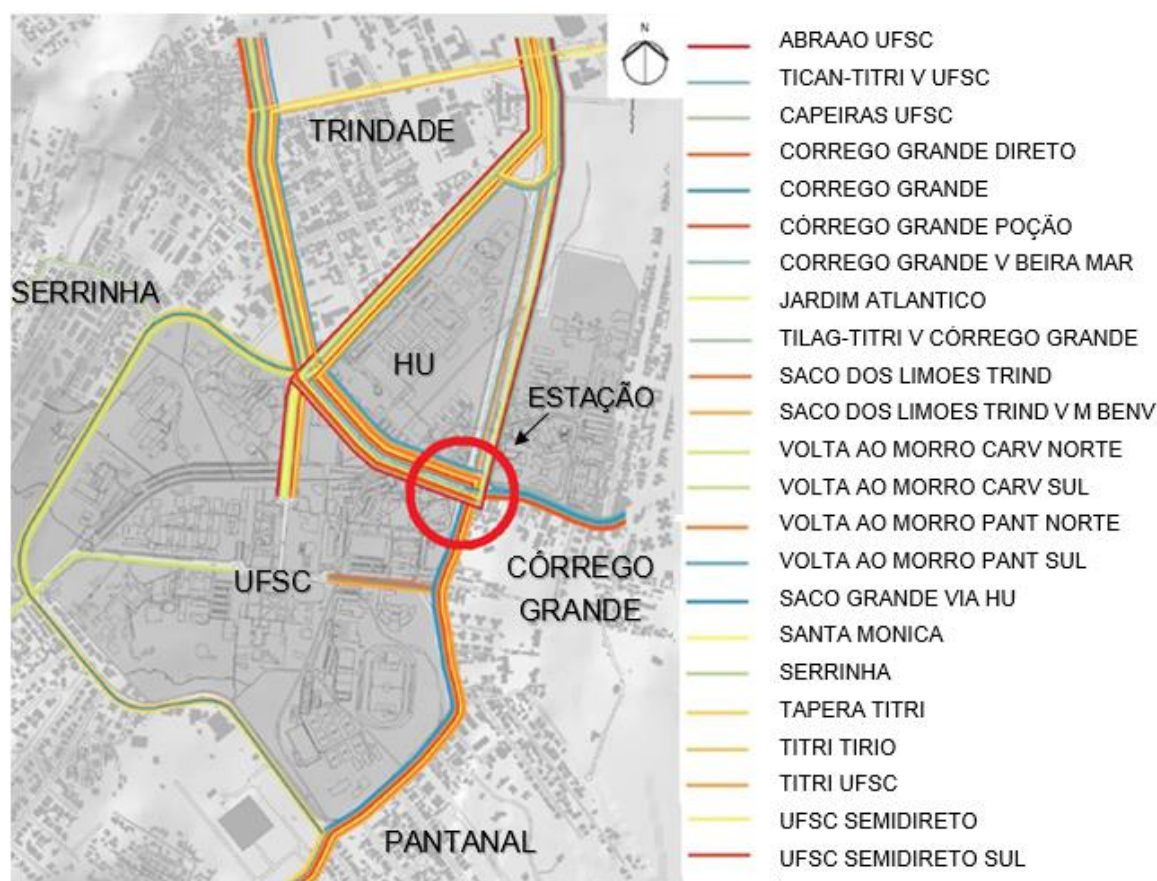 N
TRINDADE
SERRINHA
HU
ESTAÇÃO
UFSC
CÓRREGO
GRANDE
PANTANAL
ABRAAO UFSC
TICAN-TITRI V UFSC
CAPEIRAS UFSC
CORREGO GRANDE DIRETO
CORREGO GRANDE
CÓRREGO GRANDE POÇÃO
CORREGO GRANDE V BEIRA MAR
JARDIM ATLANTICO
TILAG-TITRI V CÓRREGO GRANDE
SACO DOS LIMOES TRIND
SACO DOS LIMOES TRIND V M BENV
VOLTA AO MORRO CARV NORTE
VOLTA AO MORRO CARV SUL
VOLTA AO MORRO PANT NORTE
VOLTA AO MORRO PANT SUL
SACO GRANDE VIA HU
SANTA MONICA
SERRINHA
TAPERA TITRI
TITRI TIRIO
TITRI UFSC
UFSC SEMIDIRETO
UFSC SEMIDIRETO SUL